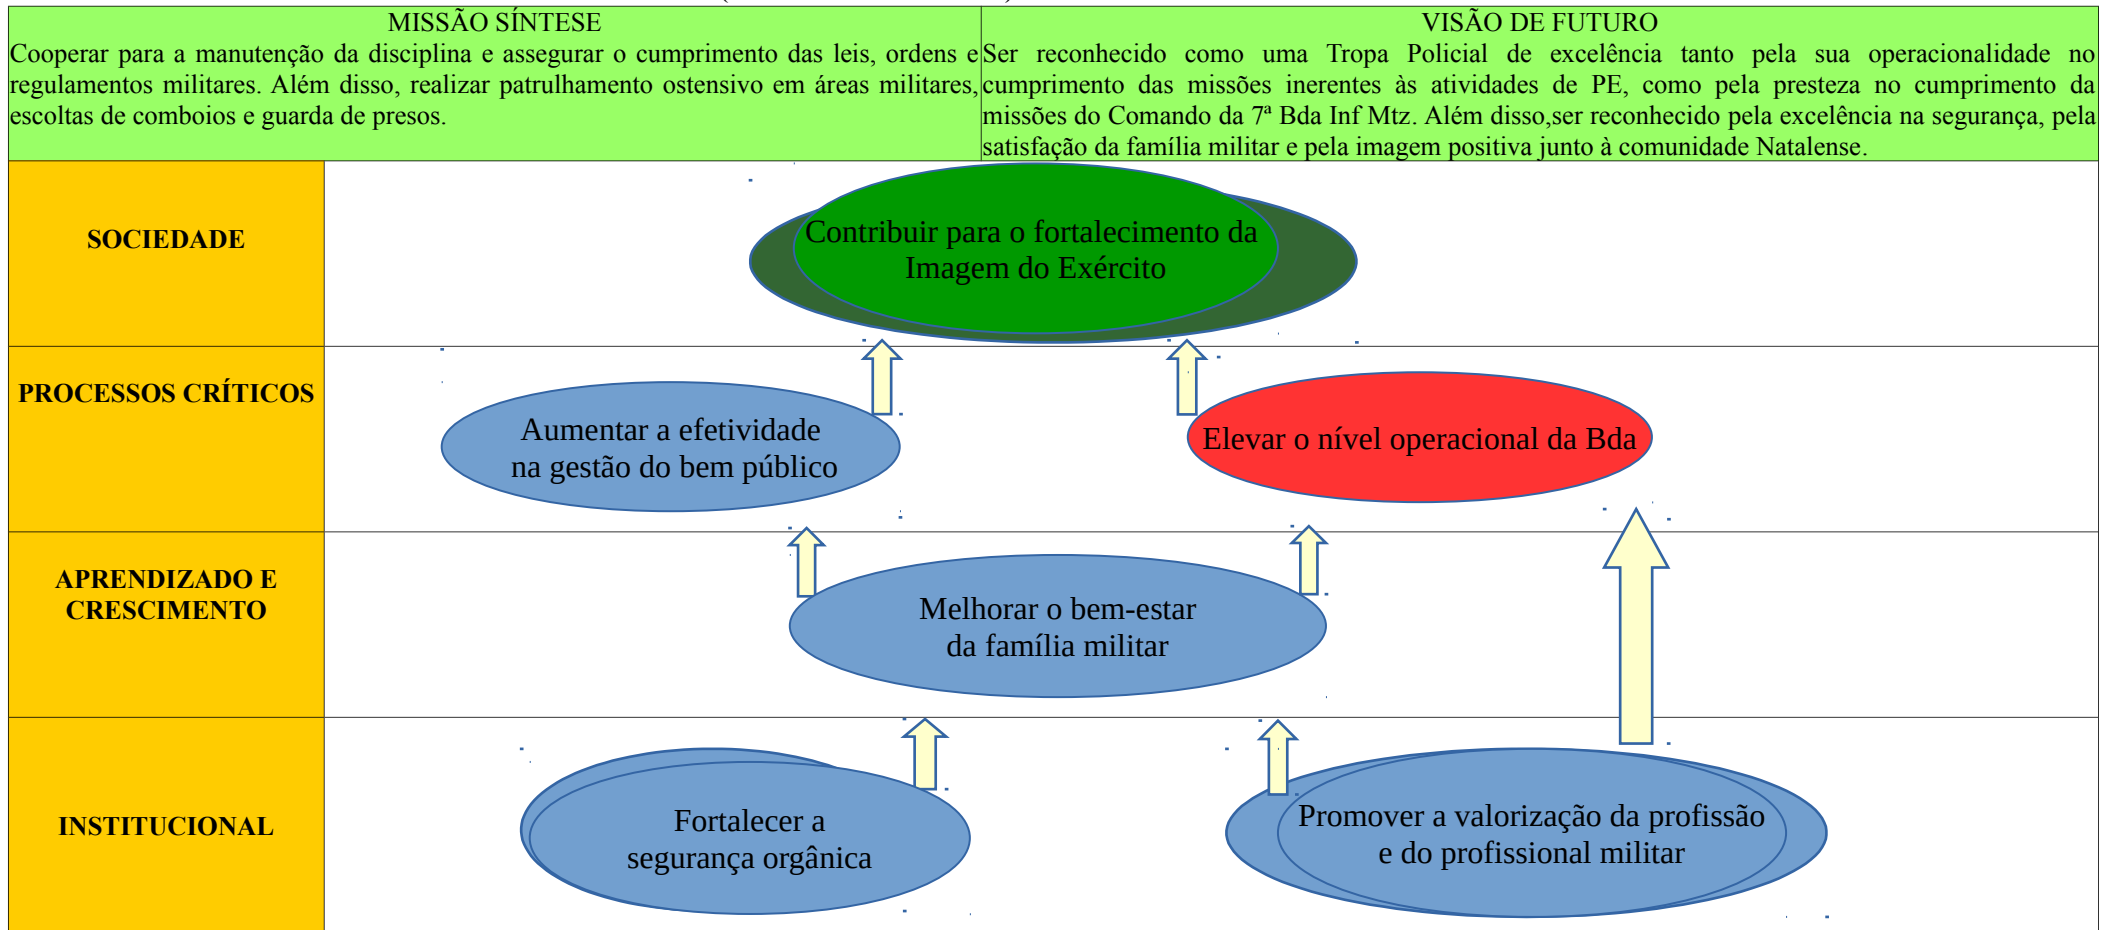 MISSÃO SÍNTESE
Cooperar para a manutenção da disciplina e assegurar o cumprimento das leis, ordens e
regulamentos militares. Além disso, realizar patrulhamento ostensivo em áreas militares,
escoltas de comboios e guarda de presos.
VISÃO DE FUTURO
Ser reconhecido como uma Tropa Policial de excelência tanto pela sua operacionalidade no
cumprimento das missões inerentes às atividades de PE, como pela presteza no cumprimento da
missões do Comando da 7ª Bda Inf Mtz. Além disso,ser reconhecido pela excelência na segurança, pela
satisfação da família militar e pela imagem positiva junto à comunidade Natalense.
SOCIEDADE
Contribuir para o fortalecimento da
Imagem do Exército
PROCESSOS CRÍTICOS
Aumentar a efetividade
na gestão do bem público
Elevar o nível operacional da Bda
APRENDIZADO E
CRESCIMENTO
Melhorar o bem-estar
da família militar
INSTITUCIONAL
Fortalecer a
segurança orgânica
Promover a valorização da profissão
e do profissional militar